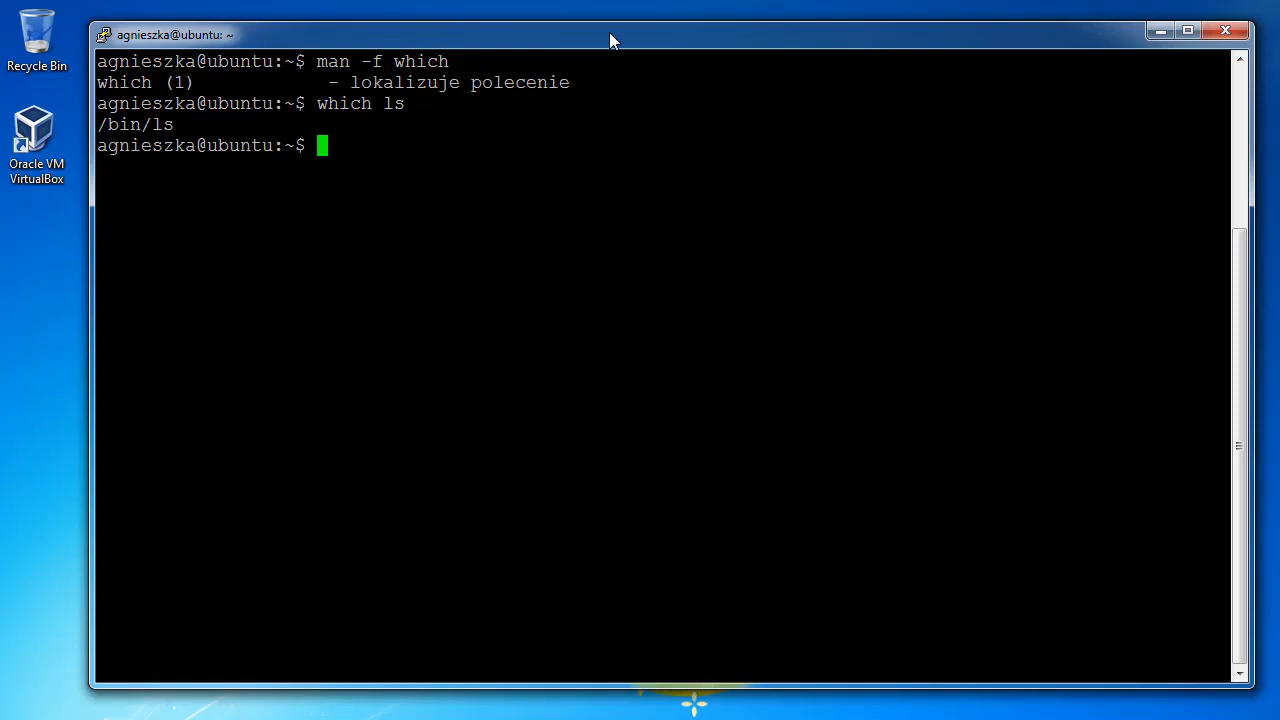 Recycle Bin
Oracle VM
VirtualBox
agnieszka@ubuntu: ~
agnieszka@ubuntu:~$ man -f which
which (1)            - lokalizuje polecenie
agnieszka@ubuntu:~$ which ls
/bin/ls
agnieszka@ubuntu:~$